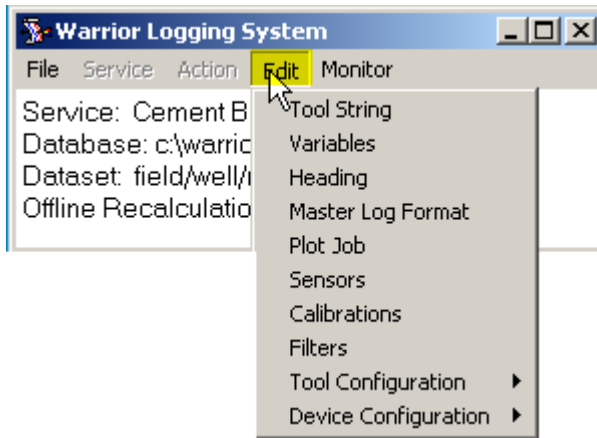 Warrior Logging System
File Service Action Edit Monitor
Service: Cement B
Database: c:\warric
Dataset: field/well/
Offline Recalculatio
Tool String
Variables
Heading
Master Log Format
Plot Job
Sensors
Calibrations
Filters
Tool Configuration
Device Configuration